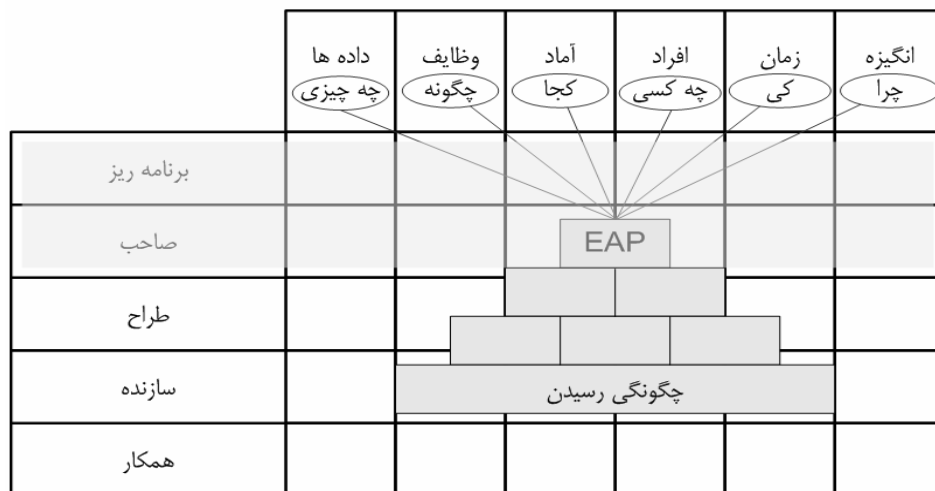 انگیزه زمان افراد آماد وظایف داده ها
چرا کی چه کسی کجا چگونه چه چیزی
برنامه ریز
صاحب
EAP
طراح
سازنده
چگونگی رسیدن
همکار